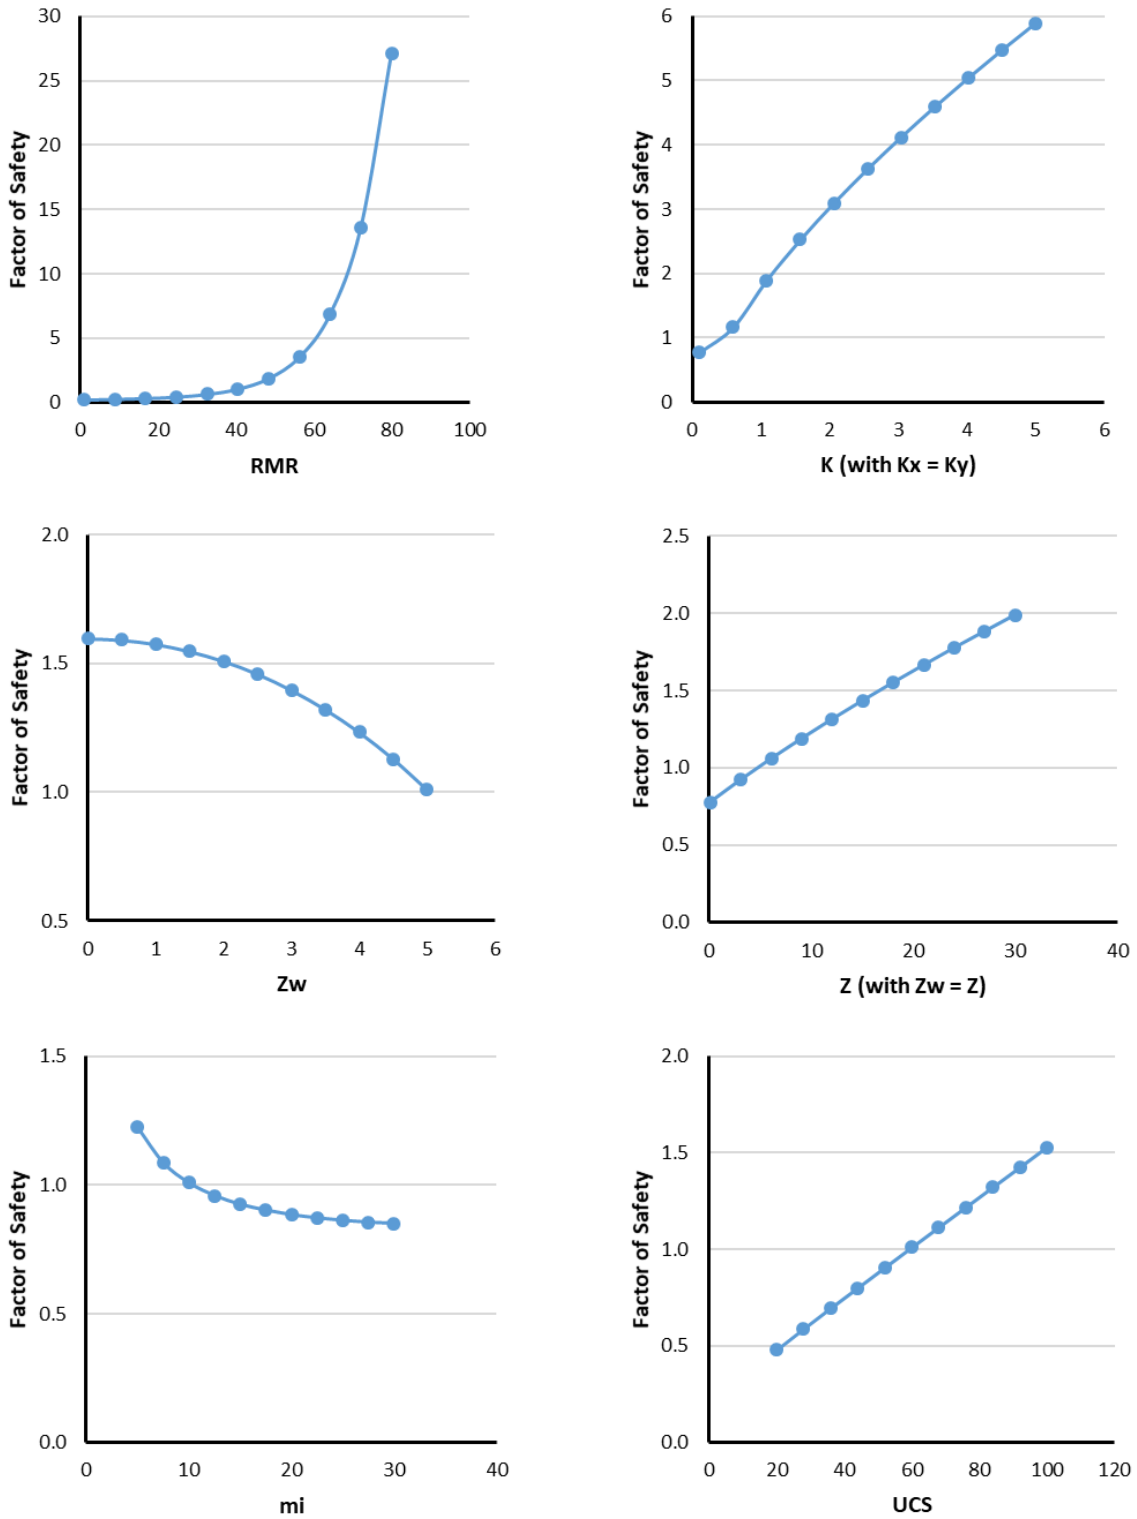 30
25
20
15
10
5
0
Factor of Safety
0 20 40 60 80 100
RMR
6
5
4
3
2
1
0
Factor of Safety
0 1 2 3 4 5 6
K (with Kx = Ky)
2.0
1.5
1.0
0.5
Factor of Safety
0 1 2 3 4 5 6
Zw
2.5
2.0
1.5
1.0
0.5
0.0
Factor of Safety
0 10 20 30 40
Z (with Zw = Z)
1.5
1.0
0.5
0.0
Factor of Safety
0 10 20 30 40
mi
2.0
1.5
1.0
0.5
0.0
Factor of Safety
0 20 40 60 80 100 120
UCS